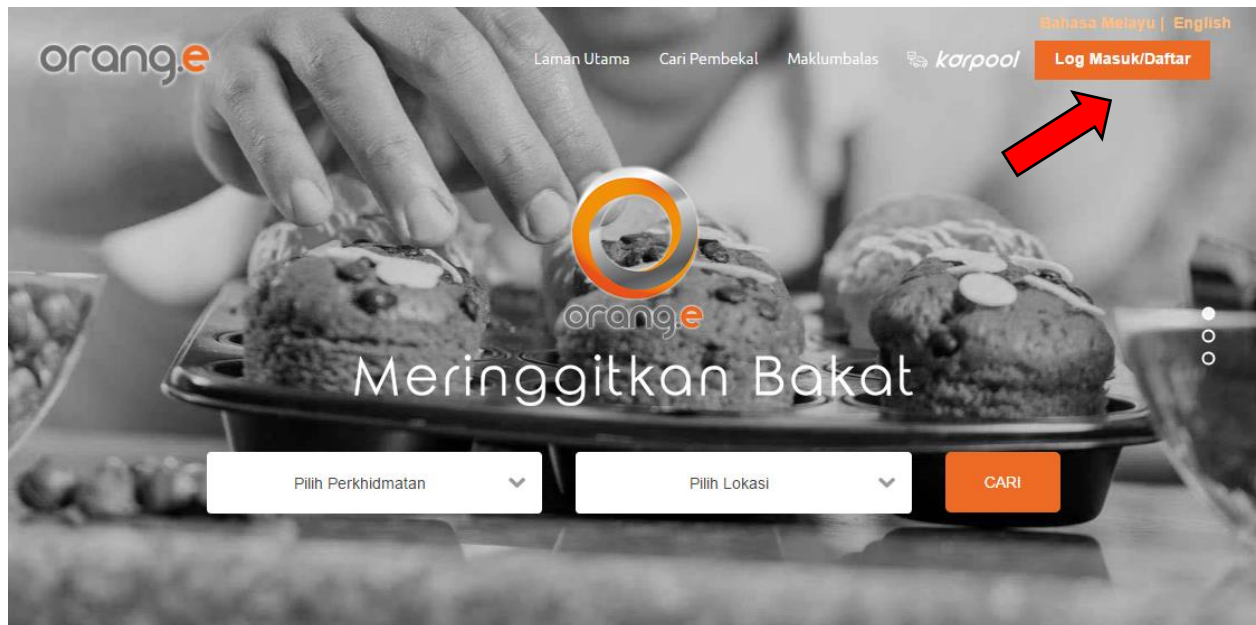 Bahasa Melayu | English
orang.e
Laman Utama Cari Pembekal Maklumbalas karpool Log Masuk/Daftar
orang.e
Meringgitkan Bakat
Pilih Perkhidmatan Pilih Lokasi CARI